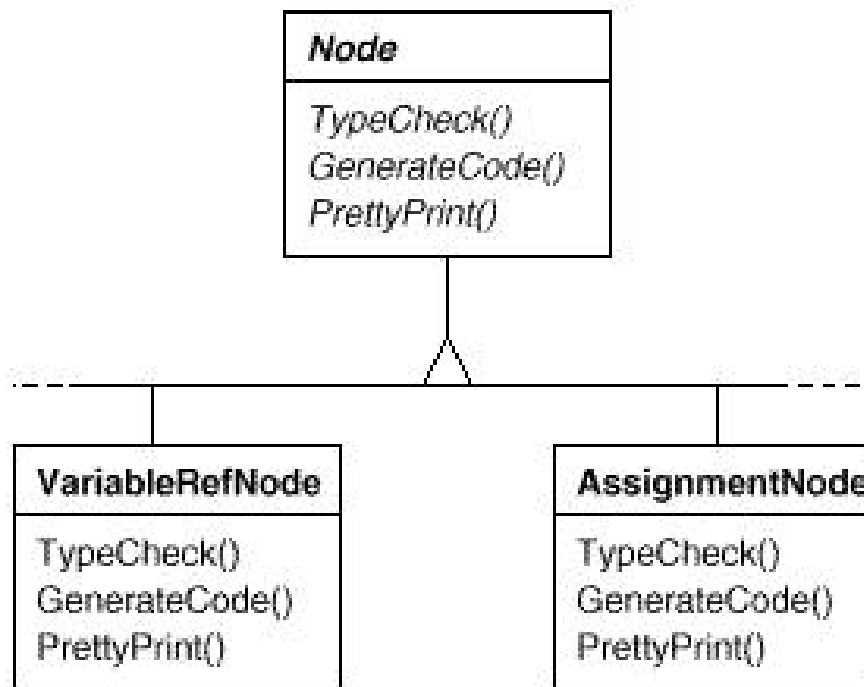 Node
TypeCheck()
GenerateCode()
PrettyPrint()
VariableRefNode
TypeCheck()
GenerateCode()
PrettyPrint()
AssignmentNode
TypeCheck()
GenerateCode()
PrettyPrint()